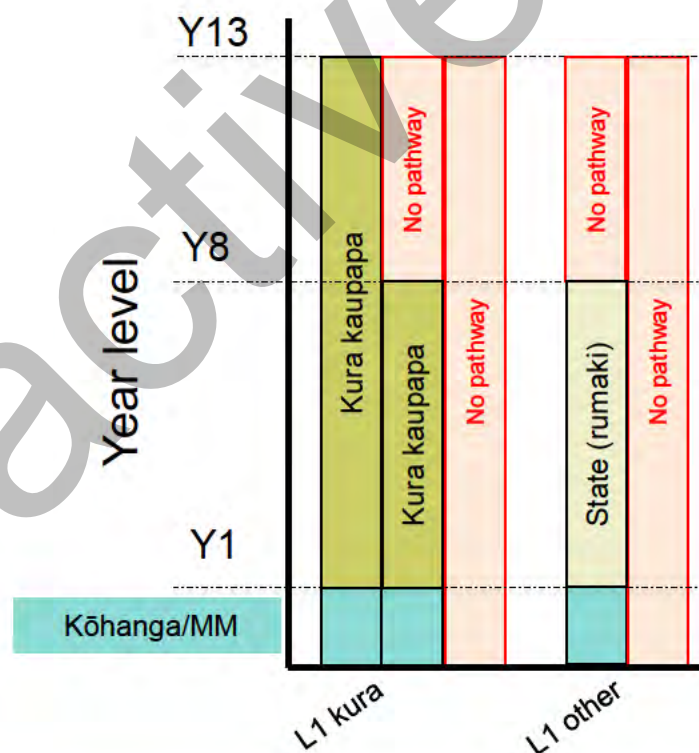 Y13
Y8
Y1
Year level
Kōhanga/MM
Kura kaupapa
No pathway
Kura kaupapa
No pathway
No pathway
State (rumaki)
No pathway
L1 kura
L1 other
active